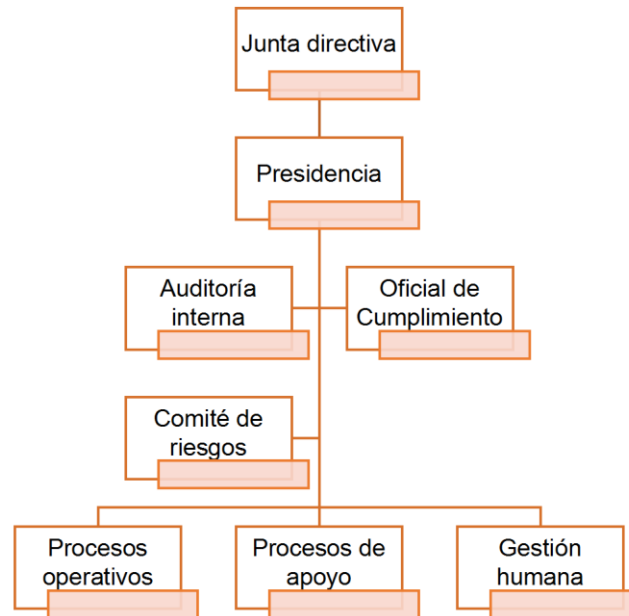 Junta directiva
Presidencia
Auditoría
interna
Oficial de
Cumplimiento
Comité de
riesgos
Procesos
operativos
Procesos de
apoyo
Gestión
humana